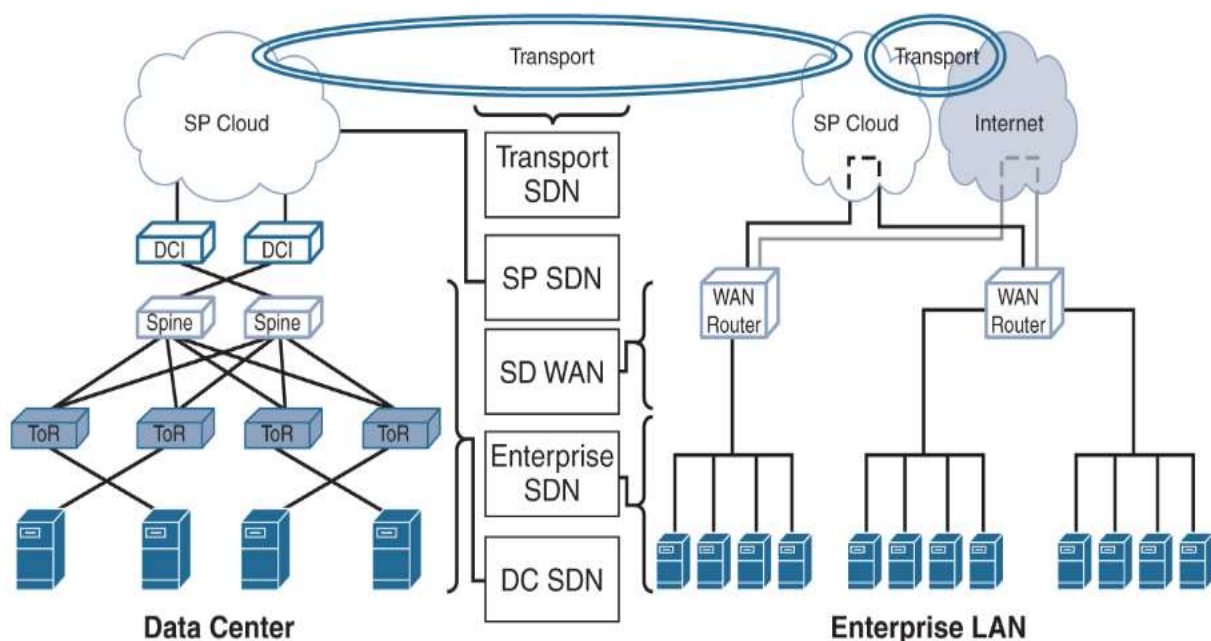 Transport
Transport
SP Cloud
SP Cloud
Internet
Transport
SDN
DCI
DCI
SP SDN
WAN
Router
WAN
Router
Spine
Spine
SD WAN
ToR
ToR
ToR
ToR
Enterprise
SDN
DC SDN
Data Center
Enterprise LAN